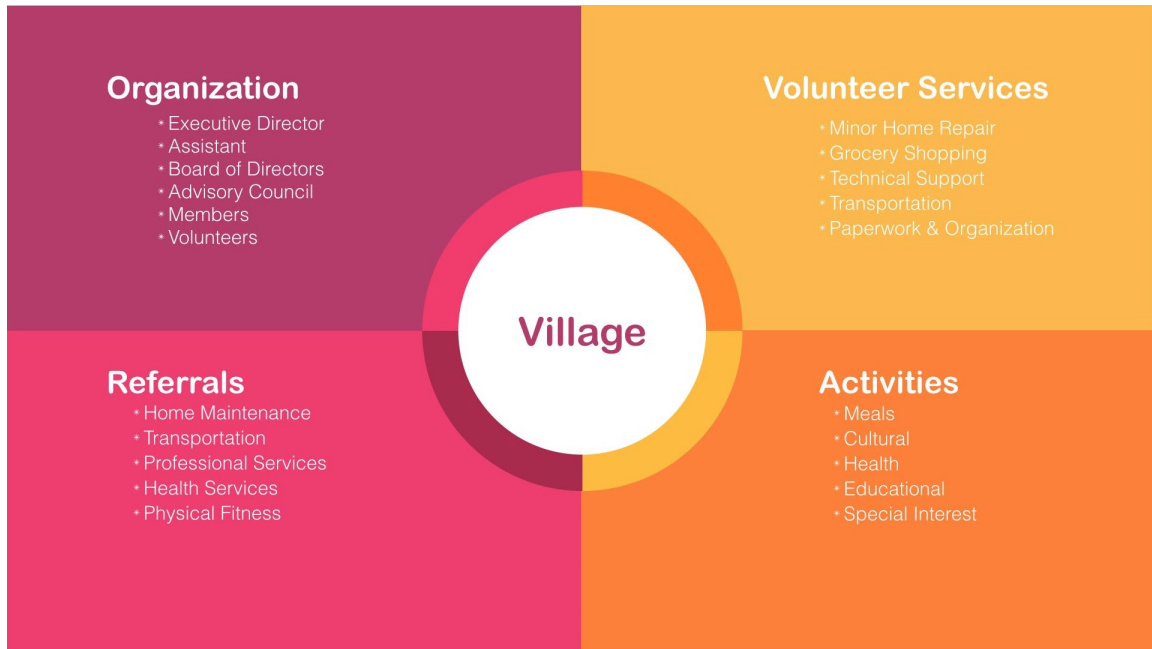 Organization
* Executive Director
* Assistant
* Board of Directors
* Advisory Council
* Members
* Volunteers
Volunteer Services
* Minor Home Repair
* Grocery Shopping
* Technical Support
* Transportation
* Paperwork & Organization
Village
Referrals
* Home Maintenance
* Transportation
* Professional Services
* Health Services
* Physical Fitness
Activities
* Meals
* Cultural
* Health
* Educational
* Special Interest